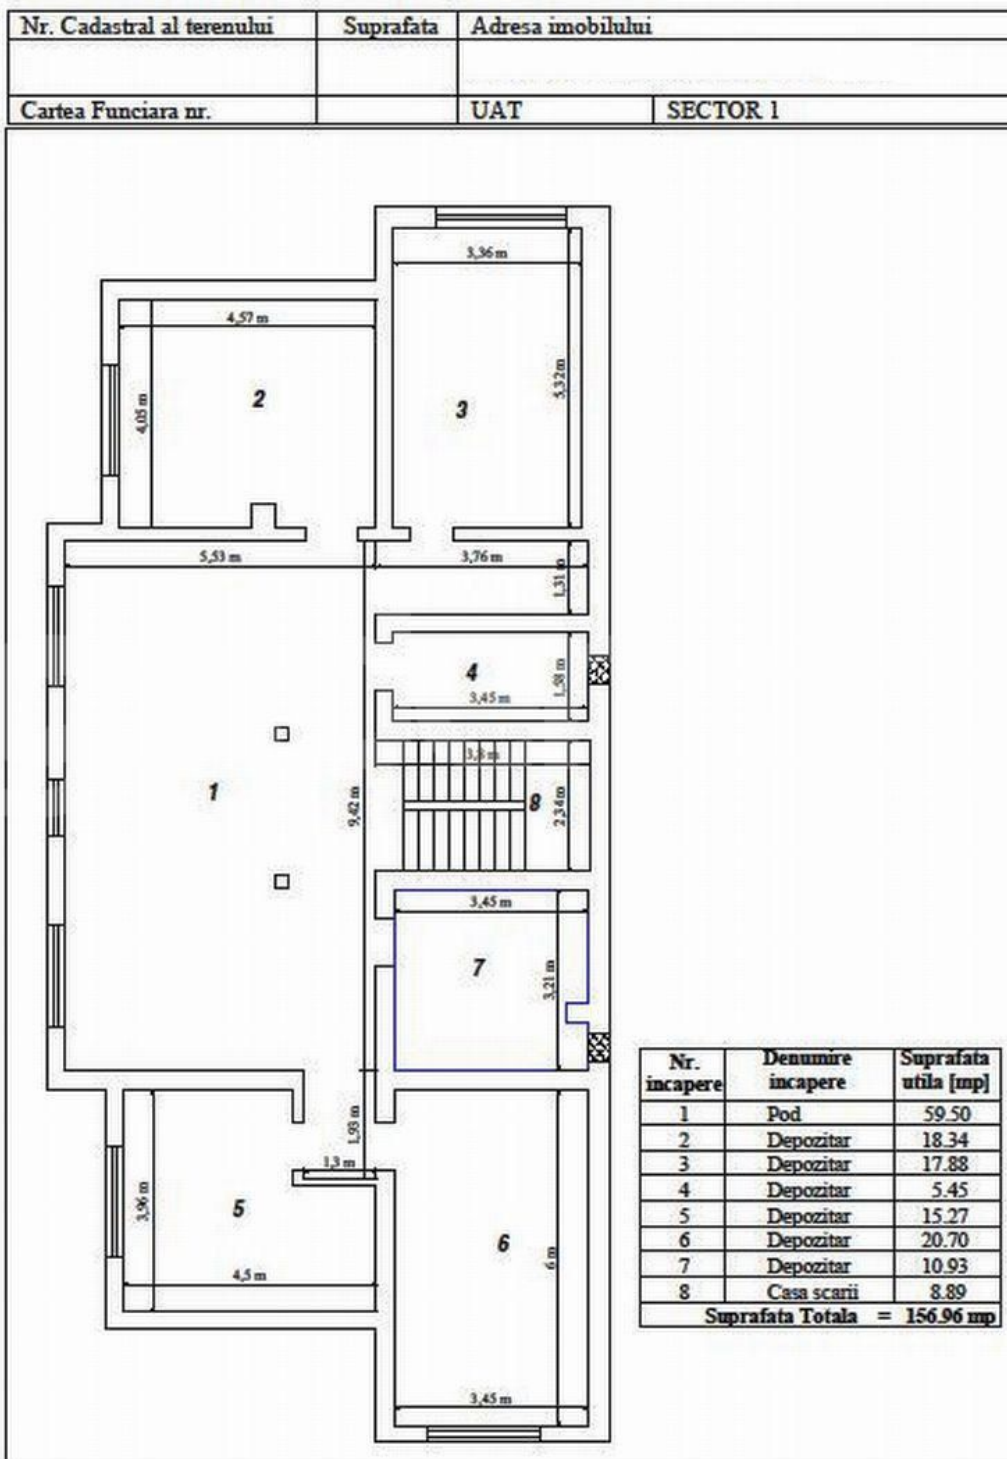 Nr. Cadastral al terenului Suprafata Adresa imobilului
Cartea Funciara nr. UAT SECTOR 1
3,36 m
4,57 m
5,32m
4,05 m
2
3
5,53 m 3,76 m
1,31 m
4
1,58 m
3,45 m
3,8 m
1
9,42 m
8
2,34m
3,45 m
7
3,21 m
1,93 m
1,3 m
3,96 m
5
6
6 m
4,5 m
3,45 m
Nr. incapere Denumire incapere Suprafata utila [mp]
1 Pod 59.50
2 Depozitar 18.34
3 Depozitar 17.88
4 Depozitar 5.45
5 Depozitar 15.27
6 Depozitar 20.70
7 Depozitar 10.93
8 Casa scarii 8.89
Suprafata Totala = 156.96 mp